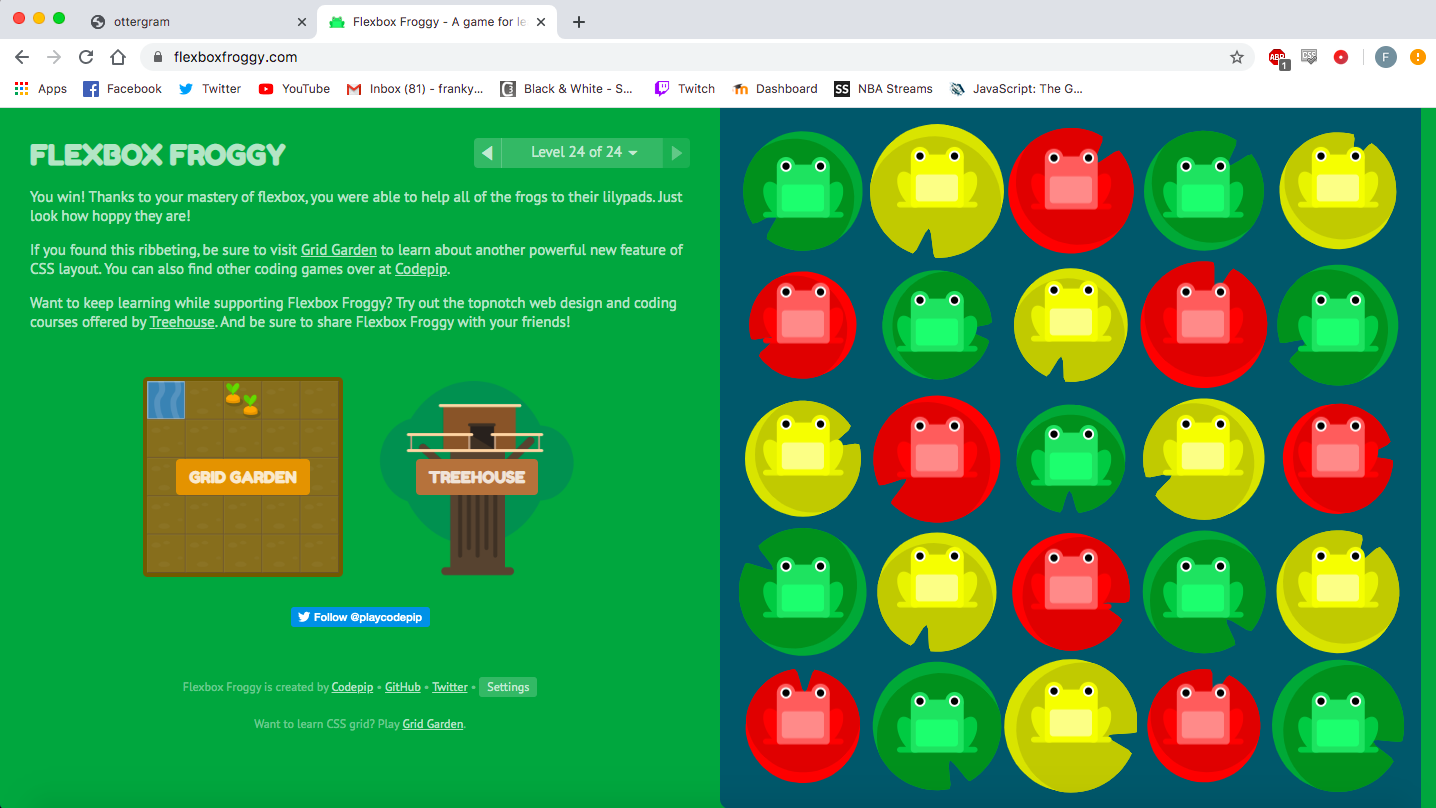 ottergram
Flexbox Froggy - A game for le
flexboxfroggy.com
ABP
1
CSS
F
Apps
Facebook
Twitter
YouTube
Inbox (81) - franky...
Black & White - S...
Twitch
Dashboard
SS
NBA Streams
JavaScript: The G...
FLEXBOX FROGGY
Level 24 of 24
You win! Thanks to your mastery of flexbox, you were able to help all of the frogs to their lilypads. Just
look how hoppy they are!
If you found this ribbeting, be sure to visit Grid Garden to learn about another powerful new feature of
CSS layout. You can also find other coding games over at Codepip.
Want to keep learning while supporting Flexbox Froggy? Try out the topnotch web design and coding
courses offered by Treehouse. And be sure to share Flexbox Froggy with your friends!
GRID GARDEN
TREEHOUSE
Follow @playcodepip
Flexbox Froggy is created by Codepip • GitHub • Twitter • Settings
Want to learn CSS grid? Play Grid Garden.